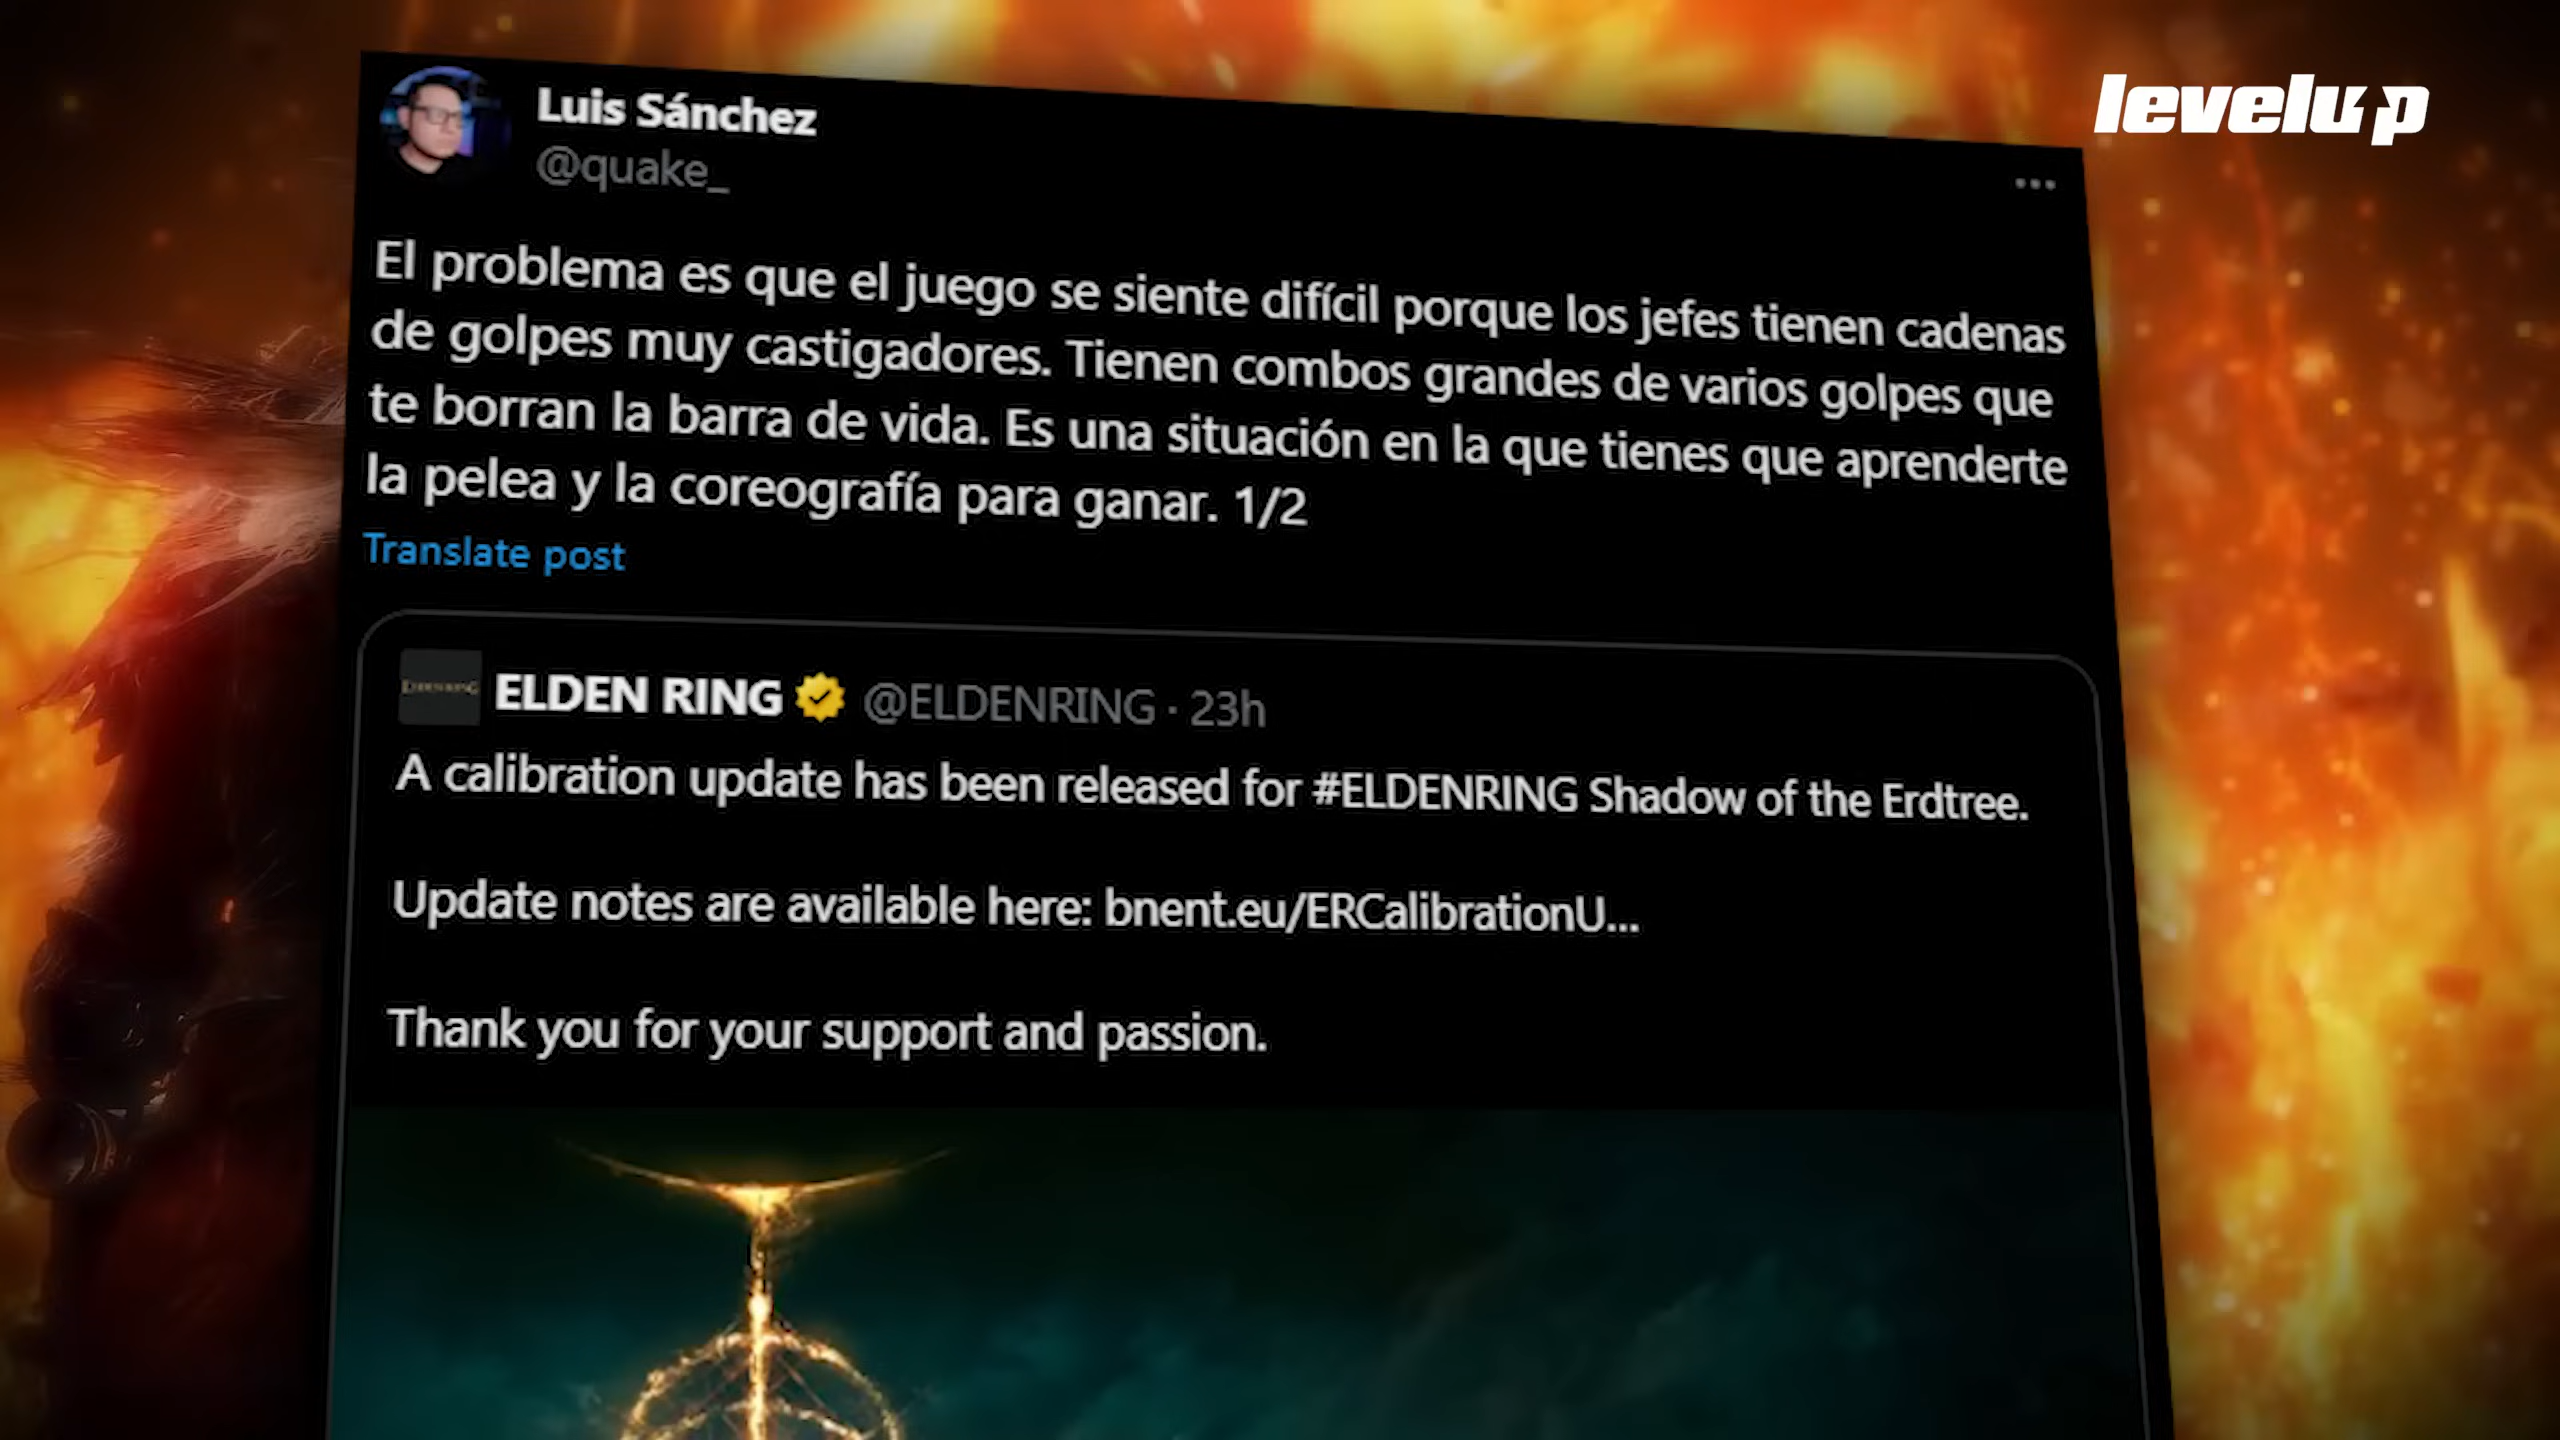 levelup
Luis Sánchez
@quake_
El problema es que el juego se siente difícil porque los jefes tienen cadenas
de golpes muy castigadores. Tienen combos grandes de varios golpes que
te borran la barra de vida. Es una situación en la que tienes que aprenderte
la pelea y la coreografía para ganar. 1/2
Translate post
ELDEN RING
ELDEN RING @ELDENRING · 23h
A calibration update has been released for #ELDENRING Shadow of the Erdtree.
Update notes are available here: bnent.eu/ERCalibrationU...
Thank you for your support and passion.